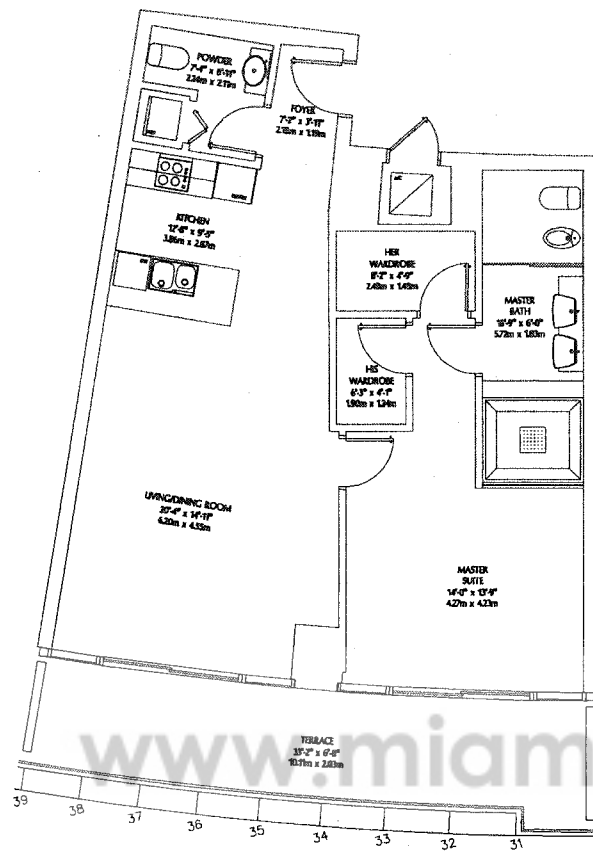 POWDER
7'-4" x 6'-11"
2.24m x 2.11m
FOYER
7'-2" x 3'-11"
2.18m x 1.19m
A/C
KITCHEN
12'-8" x 9'-5"
3.86m x 2.87m
HER
WARDROBE
8'-2" x 4'-9"
2.48m x 1.45m
MASTER
BATH
18'-9" x 6'-0"
5.72m x 1.83m
HIS
WARDROBE
6'-3" x 4'-1"
1.90m x 1.24m
LIVING/DINING ROOM
20'-4" x 14'-11"
6.20m x 4.55m
MASTER
SUITE
14'-0" x 13'-9"
4.27m x 4.23m
TERRACE
33'-2" x 6'-8"
10.11m x 2.03m
www.miam
39 38 37 36 35 34 33 32 31